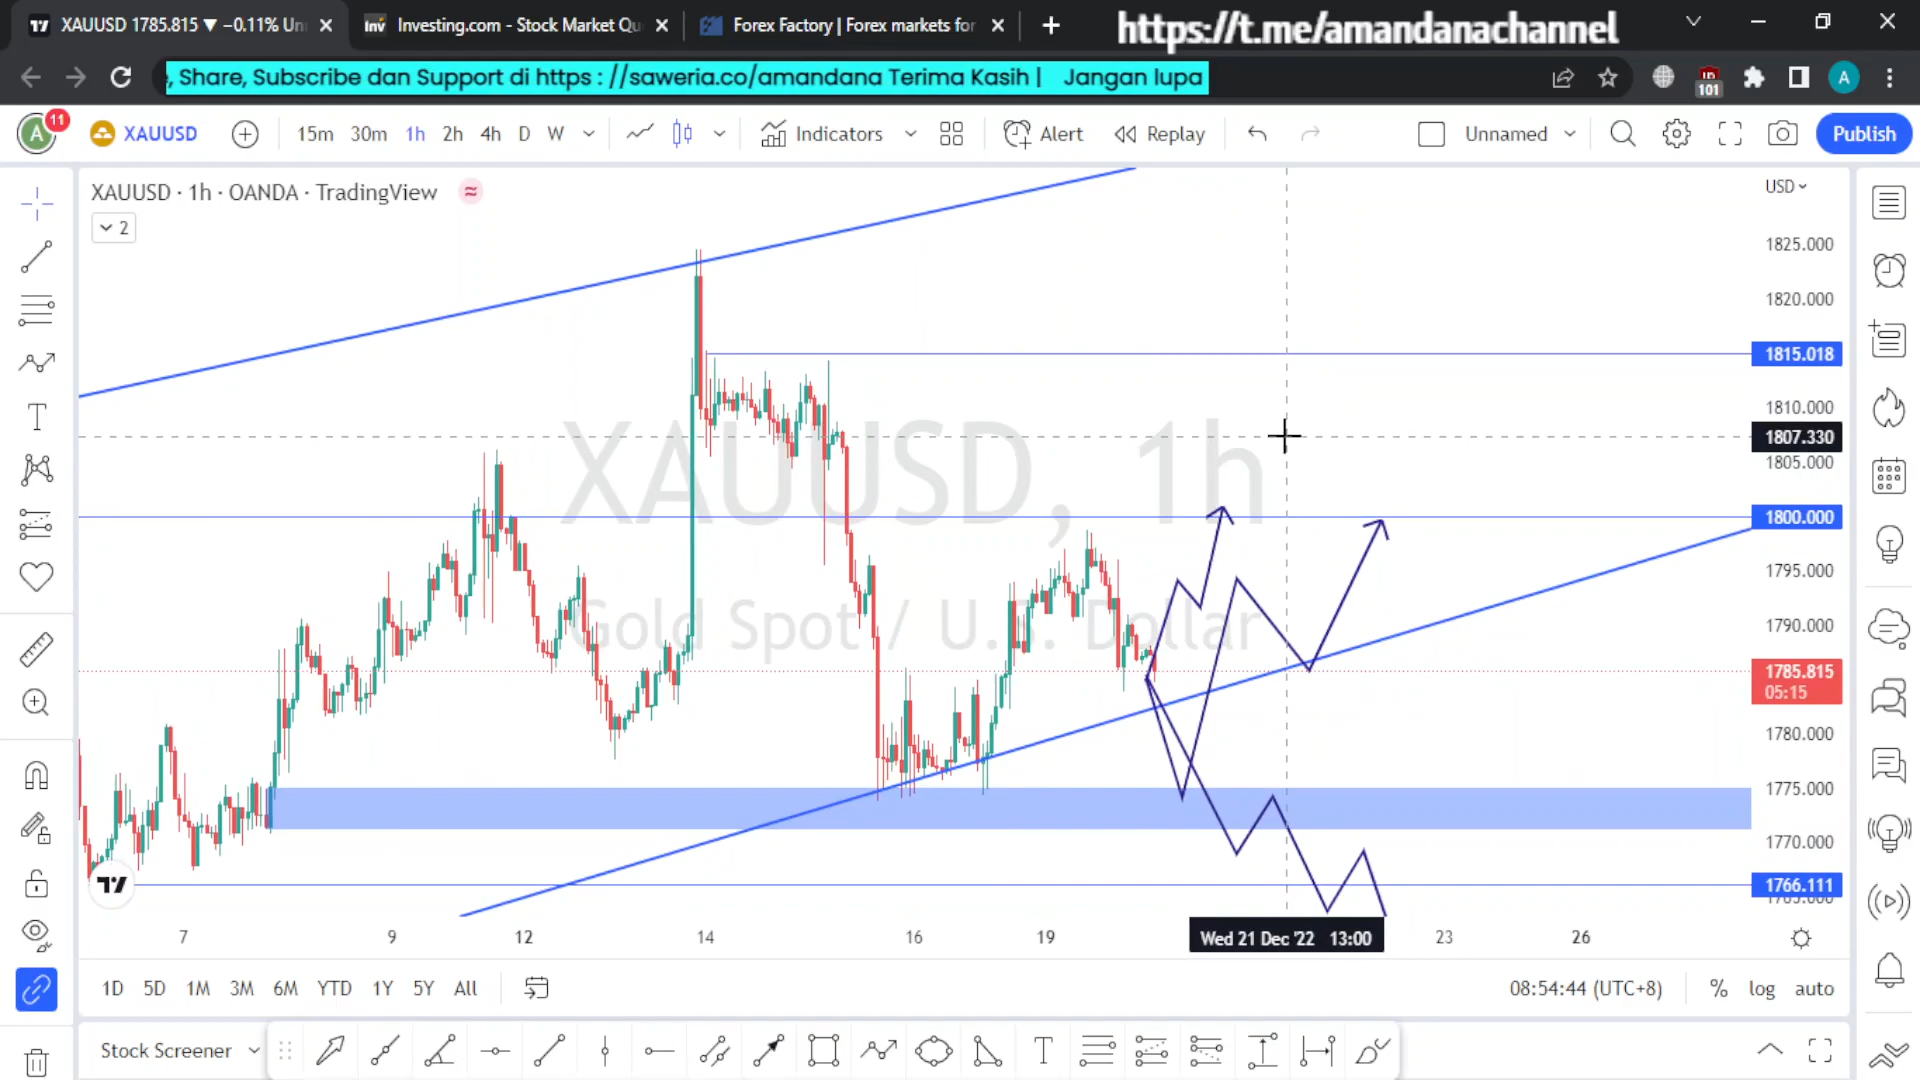 XAUUSD 1785.815 ▼ −0.11% Un
Investing.com - Stock Market Qu
Forex Factory | Forex markets for
https://t.me/amandanachannel
, Share, Subscribe dan Support di https : //saweria.co/amandana Terima Kasih | Jangan lupa
101
A
A
11
XAUUSD
15m 30m 1h 2h 4h D W
Indicators
Alert
Replay
Unnamed
Publish
XAUUSD · 1h · OANDA · TradingView
2
USD
XAUUSD, 1h
Gold Spot / U.S. Dollar
1825.000
1820.000
1815.018
1810.000
1807.330
1805.000
1800.000
1795.000
1790.000
1785.815
05:15
1780.000
1775.000
1770.000
1766.111
1765.000
7 9 12 14 16 19 Wed 21 Dec '22 13:00 23 26
1D 5D 1M 3M 6M YTD 1Y 5Y All
08:54:44 (UTC+8)
% log auto
Stock Screener